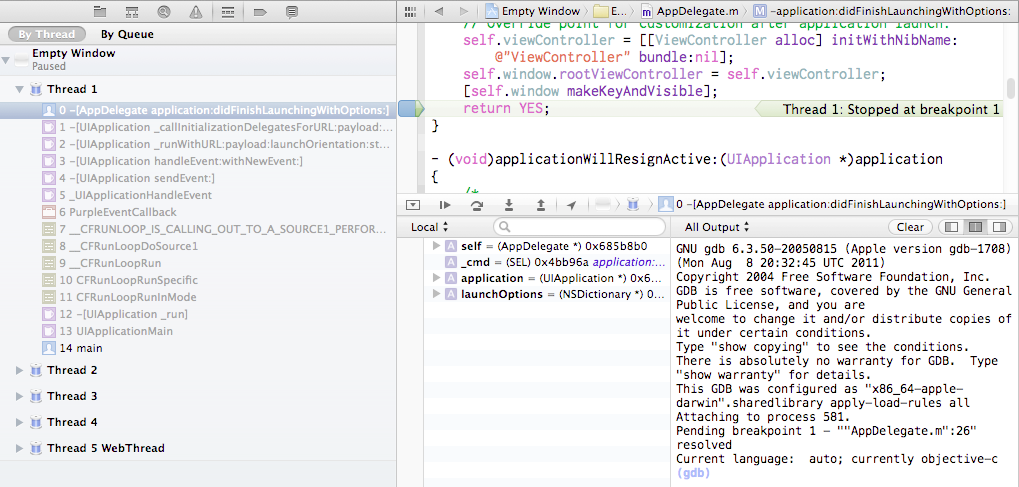 By Thread
By Queue
Empty Window
Paused
Thread 1
0 -[AppDelegate application:didFinishLaunchingWithOptions:]
1 -[UIApplication _callInitializationDelegatesForURL:payload:...
2 -[UIApplication _runWithURL:payload:launchOrientation:st...
3 -[UIApplication handleEvent:withNewEvent:]
4 -[UIApplication sendEvent:]
5 _UIApplicationHandleEvent
6 PurpleEventCallback
7 __CFRUNLOOP_IS_CALLING_OUT_TO_A_SOURCE1_PERFOR...
8 __CFRunLoopDoSource1
9 __CFRunLoopRun
10 CFRunLoopRunSpecific
11 CFRunLoopRunInMode
12 -[UIApplication _run]
13 UIApplicationMain
14 main
Thread 2
Thread 3
Thread 4
Thread 5 WebThread
Empty Window
E...
AppDelegate.m
M
-application:didFinishLaunchingWithOptions:
// Override point for customization after application launch.
self.viewController = [[ViewController alloc] initWithNibName:
@"ViewController" bundle:nil];
self.window.rootViewController = self.viewController;
[self.window makeKeyAndVisible];
return YES;
Thread 1: Stopped at breakpoint 1
}
- (void)applicationWillResignActive:(UIApplication *)application
{
/*
0 -[AppDelegate application:didFinishLaunchingWithOptions:]
Local
All Output
Clear
A self = (AppDelegate *) 0x685b8b0
A _cmd = (SEL) 0x4bb96a application:...
A application = (UIApplication *) 0x6...
A launchOptions = (NSDictionary *) 0...
GNU gdb 6.3.50-20050815 (Apple version gdb-1708)
(Mon Aug  8 20:32:45 UTC 2011)
Copyright 2004 Free Software Foundation, Inc.
GDB is free software, covered by the GNU General
Public License, and you are
welcome to change it and/or distribute copies of
it under certain conditions.
Type "show copying" to see the conditions.
There is absolutely no warranty for GDB.  Type
"show warranty" for details.
This GDB was configured as "x86_64-apple-
darwin".sharedlibrary apply-load-rules all
Attaching to process 581.
Pending breakpoint 1 - ""AppDelegate.m":26"
resolved
Current language:  auto; currently objective-c
(gdb)